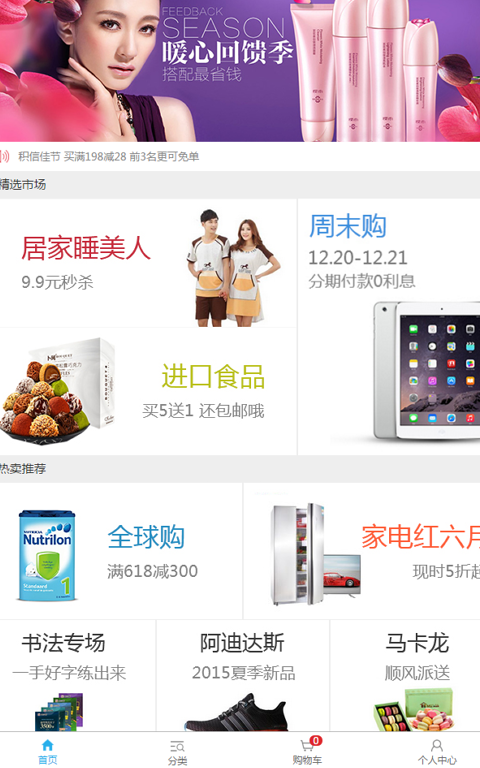 FEEDBACK
SEASON
暖心回馈季
搭配最省钱
积信佳节 买满198减28 前3名更可免单
精选市场
居家睡美人
9.9元秒杀
周末购
12.20-12.21
分期付款0利息
进口食品
买5送1 还包邮哦
热卖推荐
Nutrilon
Standaard
1
全球购
满618减300
家电红六月
现时5折起
书法专场
一手好字练出来
阿迪达斯
2015夏季新品
马卡龙
顺风派送
首页
分类
0
购物车
个人中心